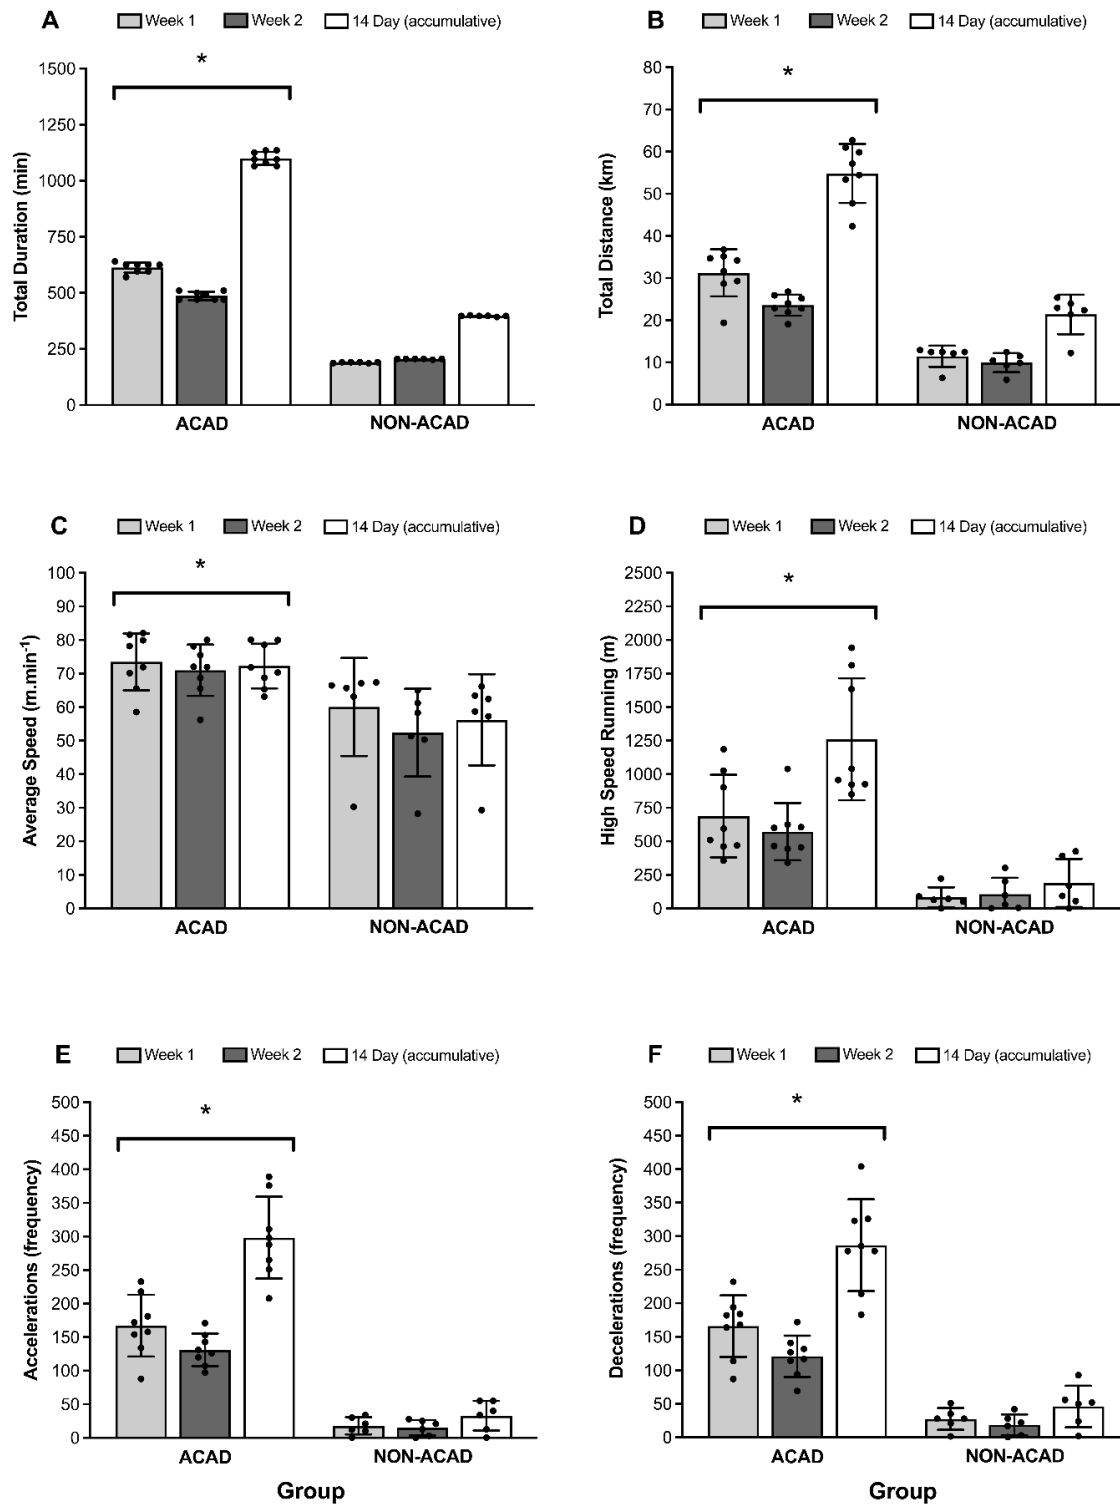 A
Week 1 Week 2 14 Day (accumulative)
*
Total Duration (min)
1500
1250
1000
750
500
250
0
ACAD NON-ACAD
B
Week 1 Week 2 14 Day (accumulative)
*
Total Distance (km)
80
70
60
50
40
30
20
10
0
ACAD NON-ACAD
C
Week 1 Week 2 14 Day (accumulative)
*
Average Speed (m.min-1)
100
90
80
70
60
50
40
30
20
10
0
ACAD NON-ACAD
D
Week 1 Week 2 14 Day (accumulative)
*
High Speed Running (m)
2500
2250
2000
1750
1500
1250
1000
750
500
250
0
ACAD NON-ACAD
E
Week 1 Week 2 14 Day (accumulative)
*
Accelerations (frequency)
500
450
400
350
300
250
200
150
100
50
0
ACAD NON-ACAD
Group
F
Week 1 Week 2 14 Day (accumulative)
*
Decelerations (frequency)
500
450
400
350
300
250
200
150
100
50
0
ACAD NON-ACAD
Group